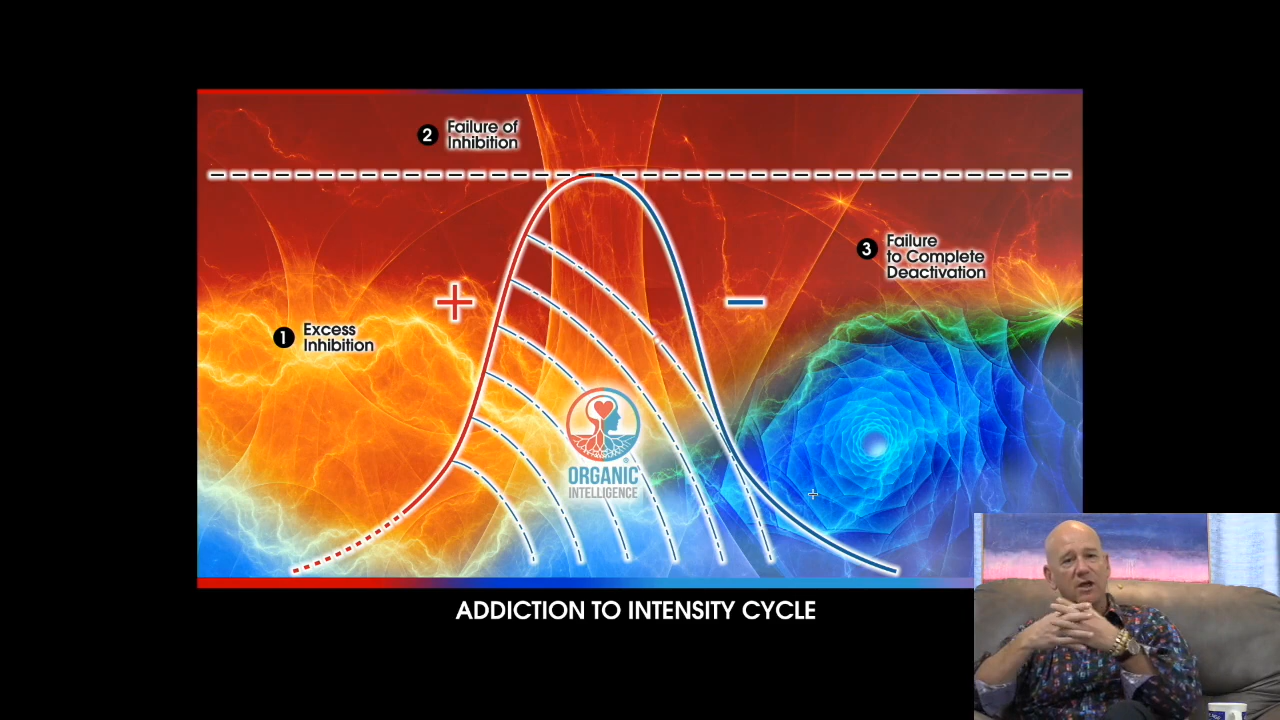 2 Failure of
Inhibition
3 Failure
to Complete
Deactivation
1 Excess
Inhibition
+
−
ORGANIC
INTELLIGENCE
®
ADDICTION TO INTENSITY CYCLE